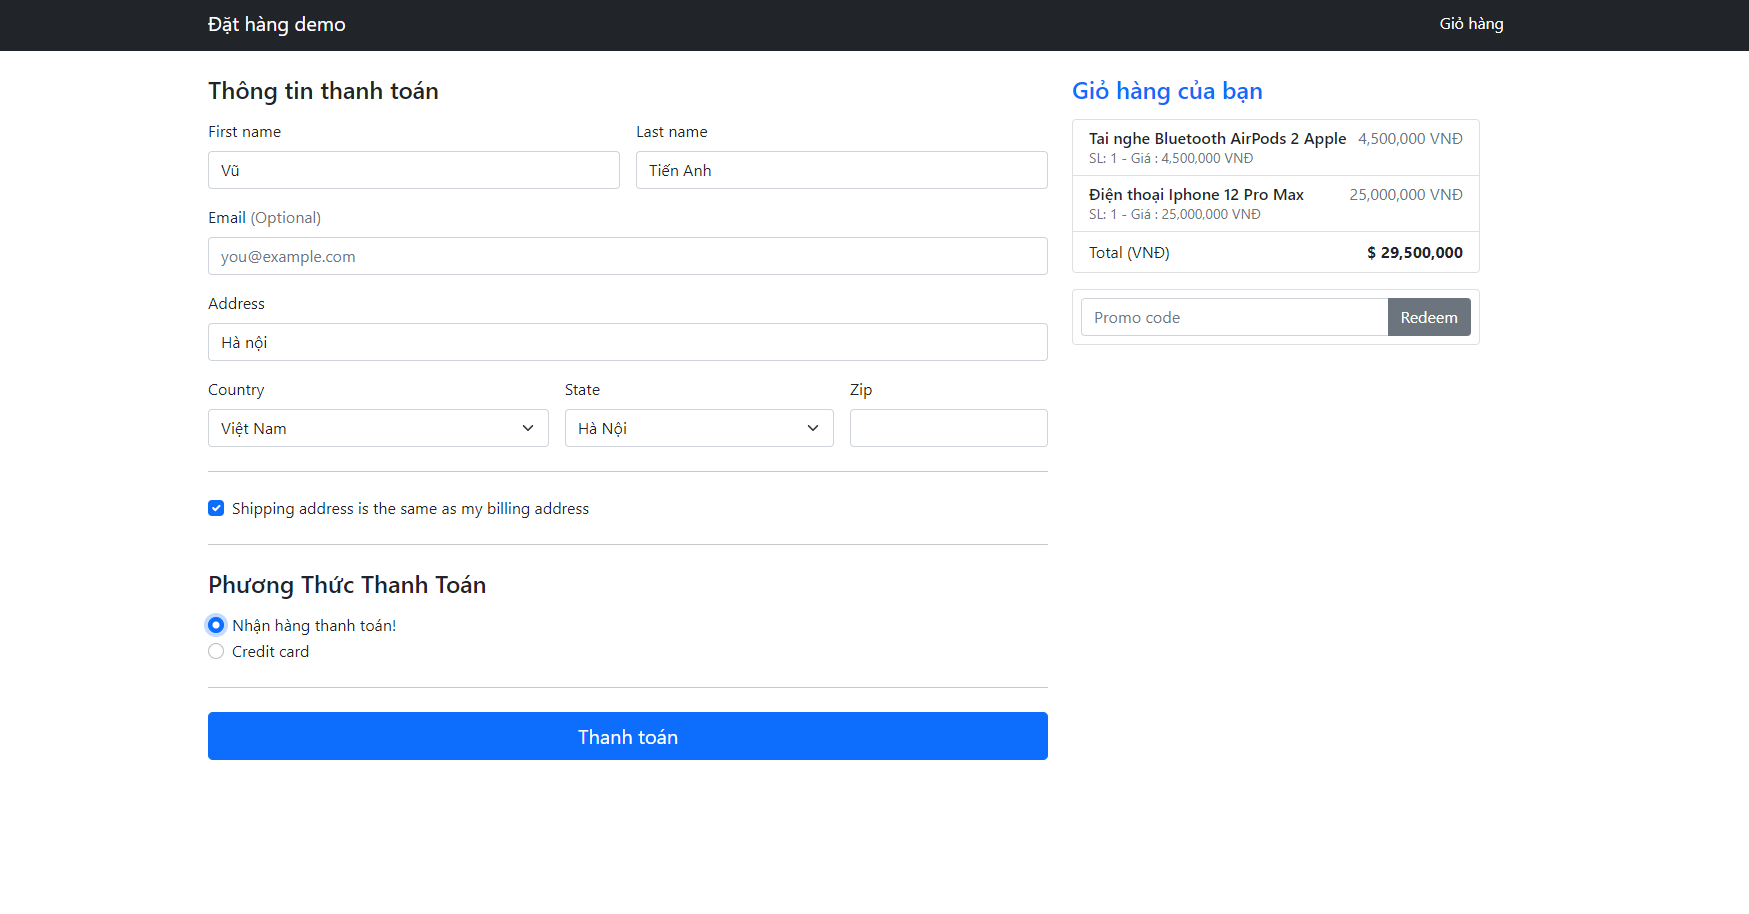 Đặt hàng demo
Giỏ hàng
Thông tin thanh toán
First name
Last name
Vũ
Tiến Anh
Email (Optional)
you@example.com
Address
Hà nội
Country
State
Zip
Việt Nam
Hà Nội
Shipping address is the same as my billing address
Phương Thức Thanh Toán
Nhận hàng thanh toán!
Credit card
Thanh toán
Giỏ hàng của bạn
Tai nghe Bluetooth AirPods 2 Apple 4,500,000 VNĐ
SL: 1 - Giá : 4,500,000 VNĐ
Điện thoại Iphone 12 Pro Max 25,000,000 VNĐ
SL: 1 - Giá : 25,000,000 VNĐ
Total (VNĐ) $ 29,500,000
Promo code
Redeem